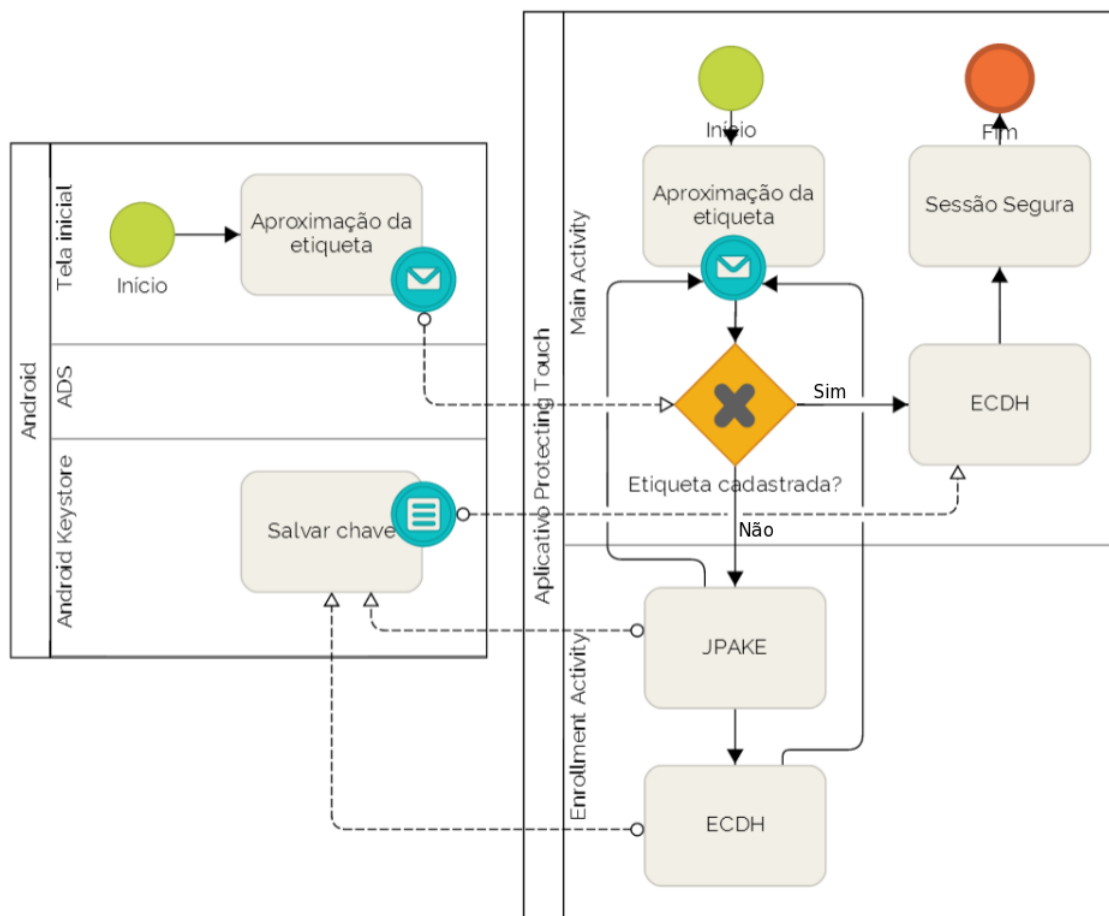 Android
Tela inicial
Início
Aproximação da
etiqueta
ADS
Android Keystore
Salvar chave
Aplicativo Protecting Touch
Main Activity
Início
Aproximação da
etiqueta
Fim
Sessão Segura
Sim
ECDH
Etiqueta cadastrada?
Não
Enrollment Activity
JPAKE
ECDH